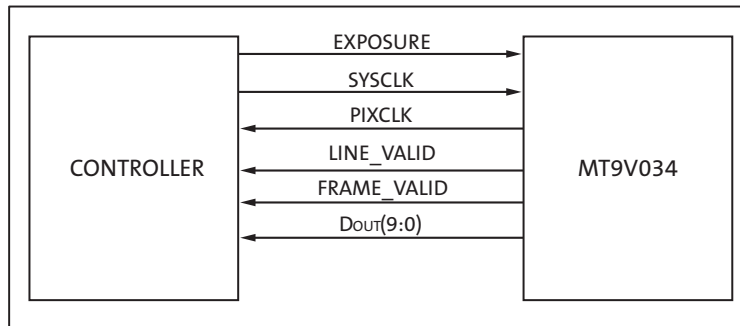 EXPOSURE
SYSCLK
PIXCLK
CONTROLLER
LINE_VALID
MT9V034
FRAME_VALID
DOUT(9:0)